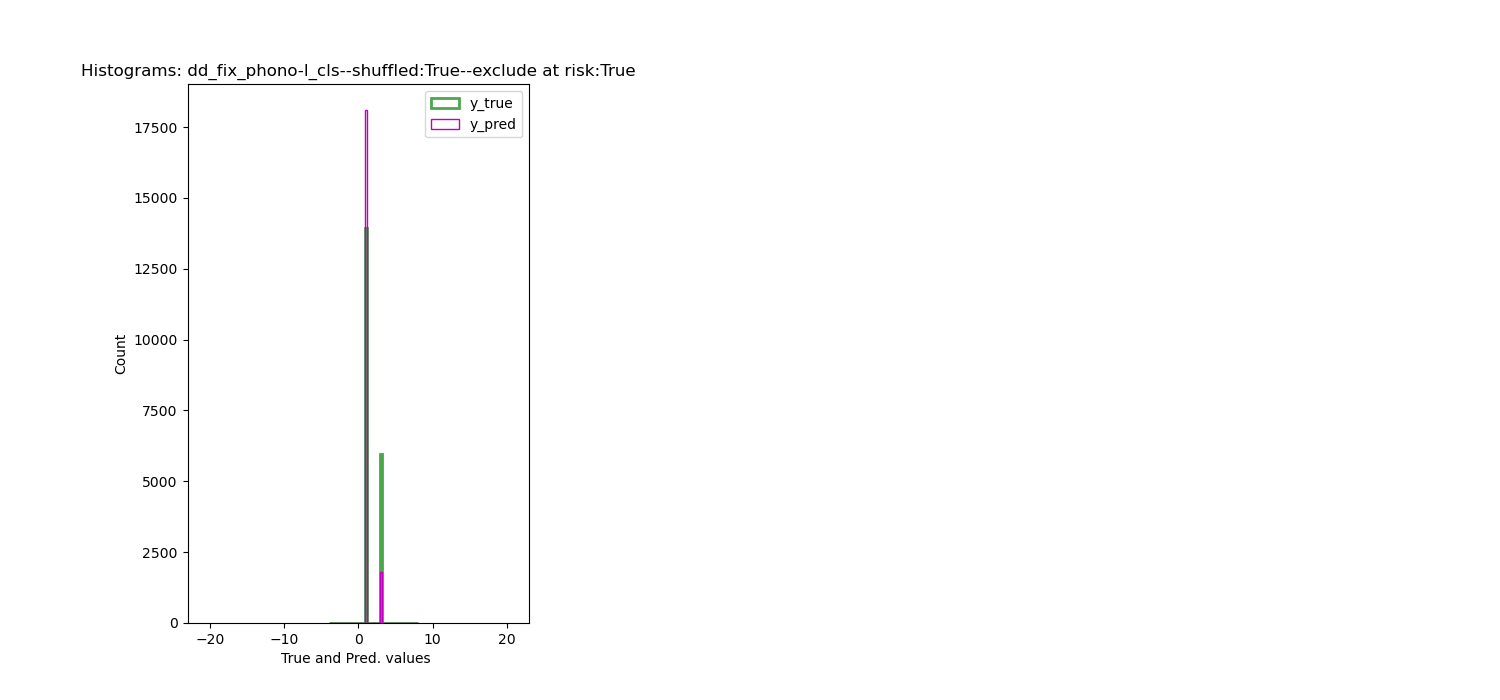 Histograms: dd_fix_phono-l_cls--shuffled:True--exclude at risk:True
y_true
y_pred
17500
15000
12500
10000
7500
5000
2500
0
Count
−20 −10 0 10 20
True and Pred. values